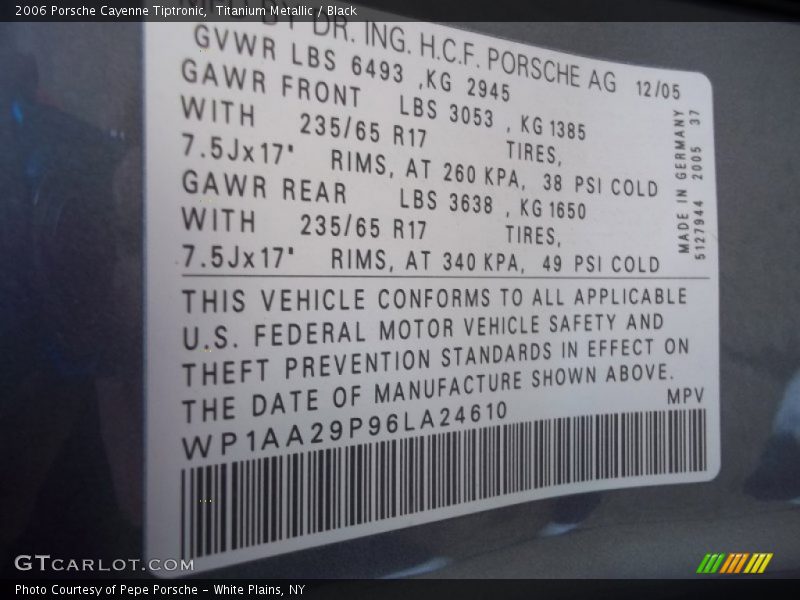 2006 Porsche Cayenne Tiptronic,  Titanium Metallic / Black
DR. ING. H.C.F. PORSCHE AG 12/05
GVWR LBS 6493 ,KG 2945
GAWR FRONT LBS 3053 , KG 1385
WITH 235/65 R17 TIRES,
7.5Jx17" RIMS, AT 260 KPA, 38 PSI COLD
GAWR REAR LBS 3638 , KG 1650
WITH 235/65 R17 TIRES,
7.5Jx17" RIMS, AT 340 KPA, 49 PSI COLD
MADE IN GERMANY
5127944 2005 37
THIS VEHICLE CONFORMS TO ALL APPLICABLE
U.S. FEDERAL MOTOR VEHICLE SAFETY AND
THEFT PREVENTION STANDARDS IN EFFECT ON
THE DATE OF MANUFACTURE SHOWN ABOVE.
MPV
WP1AA29P96LA24610
GTCARLOT.COM
Photo Courtesy of Pepe Porsche - White Plains, NY